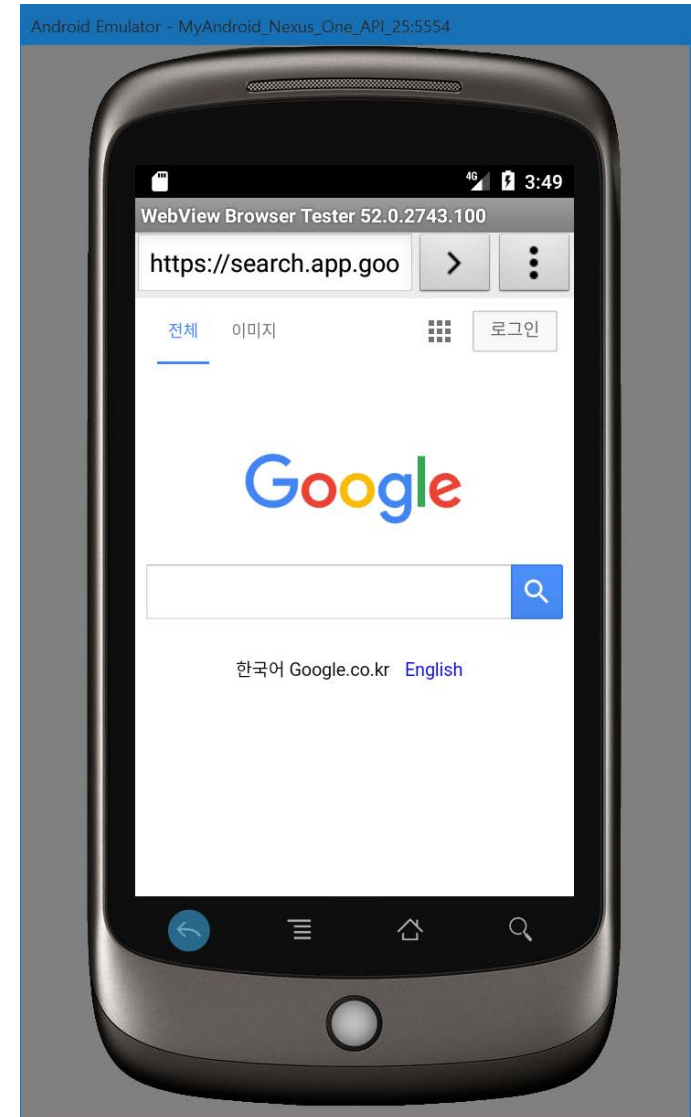 Android Emulator - MyAndroid_Nexus_One_API_25:5554
4G 3:49
WebView Browser Tester 52.0.2743.100
https://search.app.goo
전체 이미지 로그인
Google
한국어 Google.co.kr English